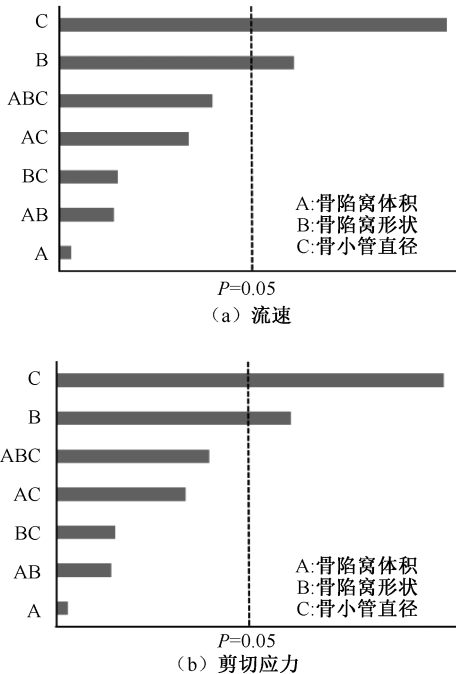 C
B
ABC
AC
BC
AB
A
A:骨陷窝体积
B:骨陷窝形状
C:骨小管直径
P=0.05
（a）流速
C
B
ABC
AC
BC
AB
A
A:骨陷窝体积
B:骨陷窝形状
C:骨小管直径
P=0.05
（b）剪切应力